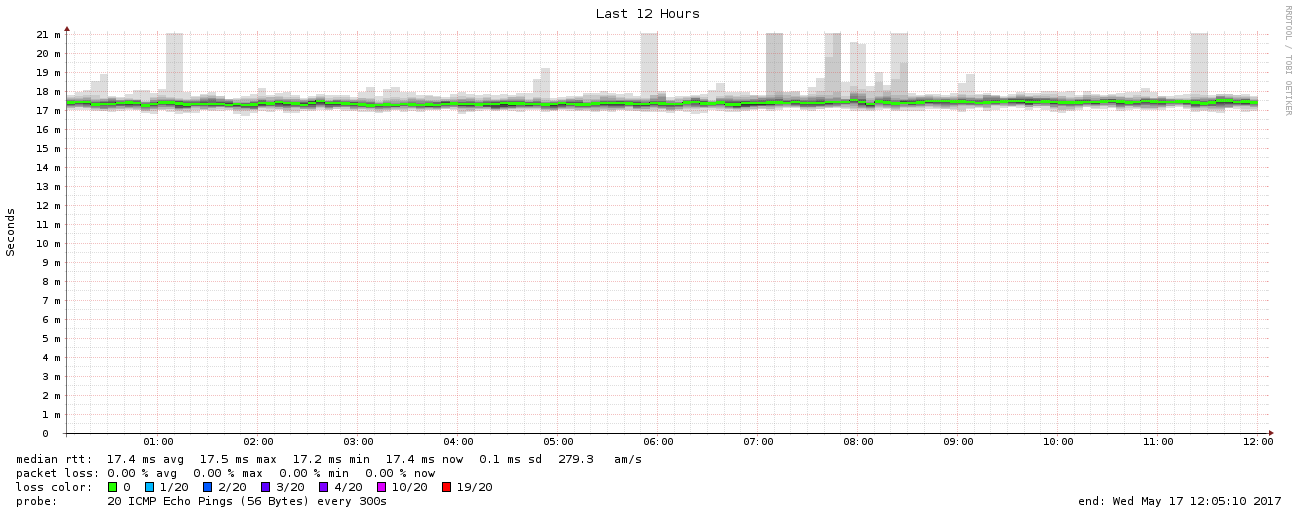 Last 12 Hours
RRDTOOL / TOBI OETIKER
Seconds
21 m
20 m
19 m
18 m
17 m
16 m
15 m
14 m
13 m
12 m
11 m
10 m
9 m
8 m
7 m
6 m
5 m
4 m
3 m
2 m
1 m
0
01:00 02:00 03:00 04:00 05:00 06:00 07:00 08:00 09:00 10:00 11:00 12:00
median rtt: 17.4 ms avg 17.5 ms max 17.2 ms min 17.4 ms now 0.1 ms sd 279.3 am/s
packet loss: 0.00 % avg 0.00 % max 0.00 % min 0.00 % now
loss color: 0 1/20 2/20 3/20 4/20 10/20 19/20
probe: 20 ICMP Echo Pings (56 Bytes) every 300s end: Wed May 17 12:05:10 2017